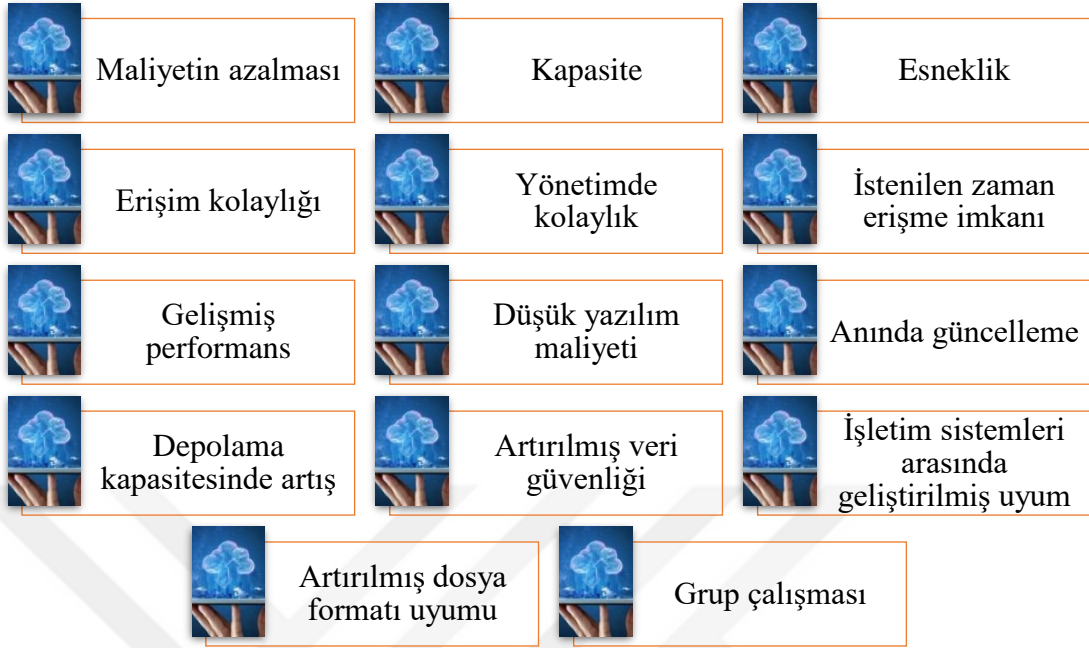 Maliyetin azalması
Kapasite
Esneklik
Erişim kolaylığı
Yönetimde
kolaylık
İstenilen zaman
erişme imkanı
Gelişmiş
performans
Düşük yazılım
maliyeti
Anında güncelleme
Depolama
kapasitesinde artış
Artırılmış veri
güvenliği
İşletim sistemleri
arasında
geliştirilmiş uyum
Artırılmış dosya
formatı uyumu
Grup çalışması